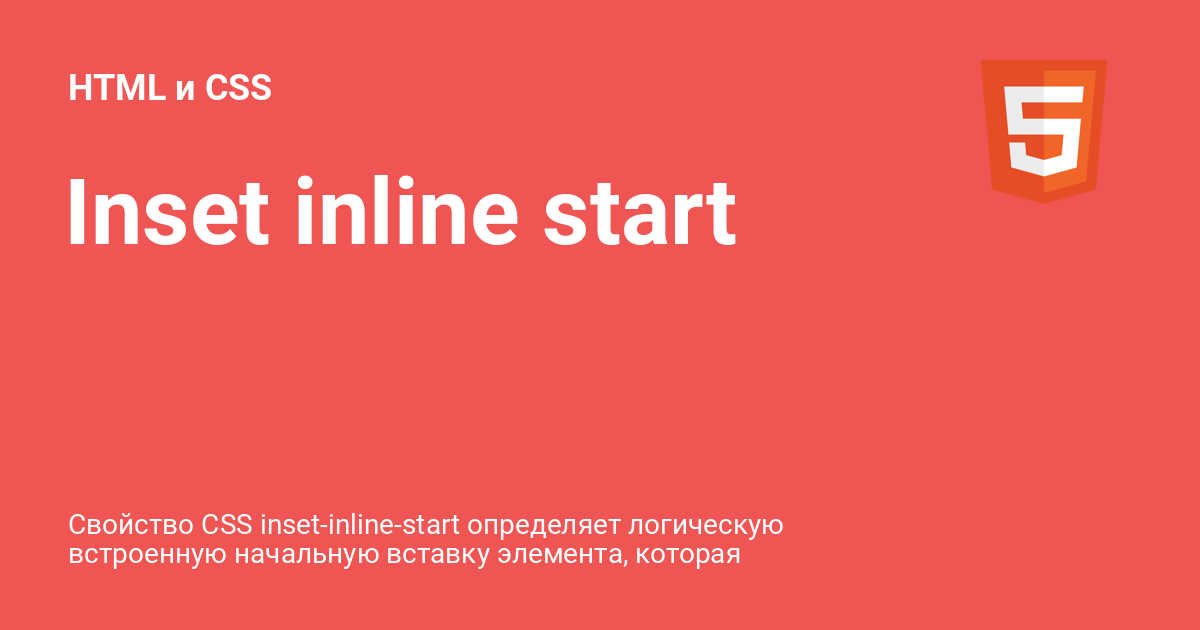 HTML и CSS
Inset inline start
Свойство CSS inset-inline-start определяет логическую
встроенную начальную вставку элемента, которая